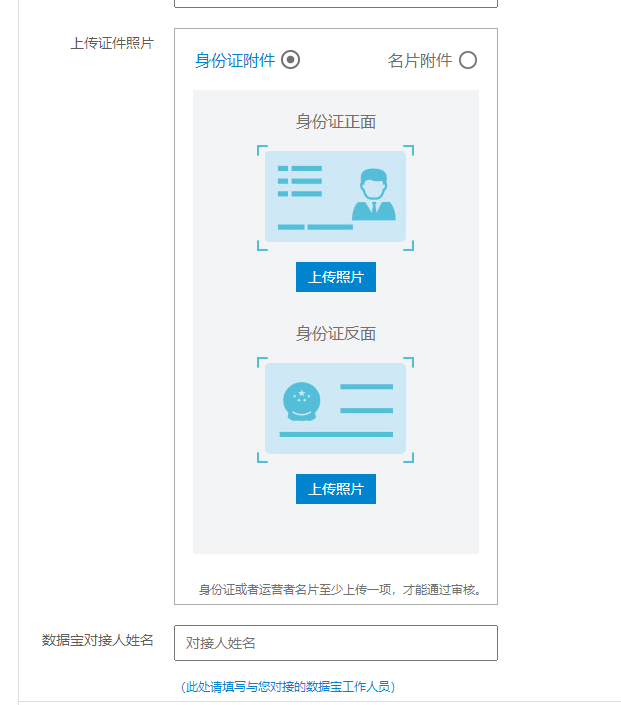 上传证件照片
身份证附件 名片附件
身份证正面
上传照片
身份证反面
上传照片
身份证或者运营者名片至少上传一项，才能通过审核。
数据宝对接人姓名 对接人姓名
（此处请填写与您对接的数据宝工作人员）